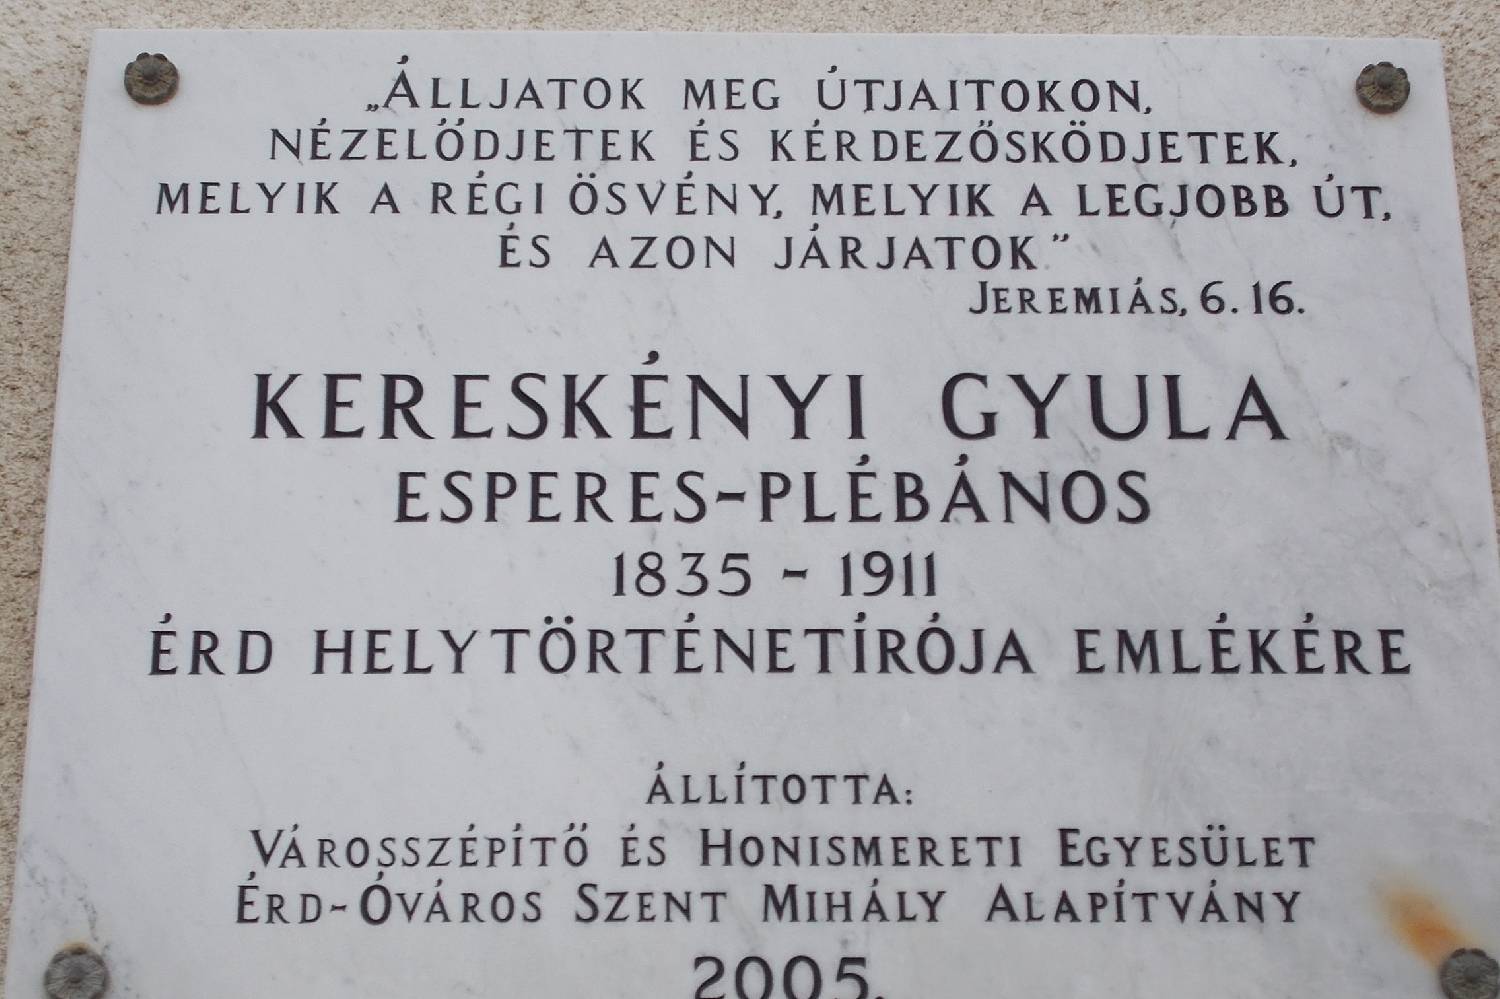 „ÁLLJATOK MEG ÚTJAITOKON,
NÉZELŐDJETEK ÉS KÉRDEZŐSKÖDJETEK,
MELYIK A RÉGI ÖSVÉNY, MELYIK A LEGJOBB ÚT,
ÉS AZON JÁRJATOK.”
JEREMIÁS, 6. 16.
KERESKÉNYI GYULA
ESPERES-PLÉBÁNOS
1835 - 1911
ÉRD HELYTÖRTÉNETÍRÓJA EMLÉKÉRE
ÁLLÍTOTTA:
VÁROSSZÉPÍTŐ ÉS HONISMERETI EGYESÜLET
ÉRD-ÓVÁROS SZENT MIHÁLY ALAPÍTVÁNY
2005.